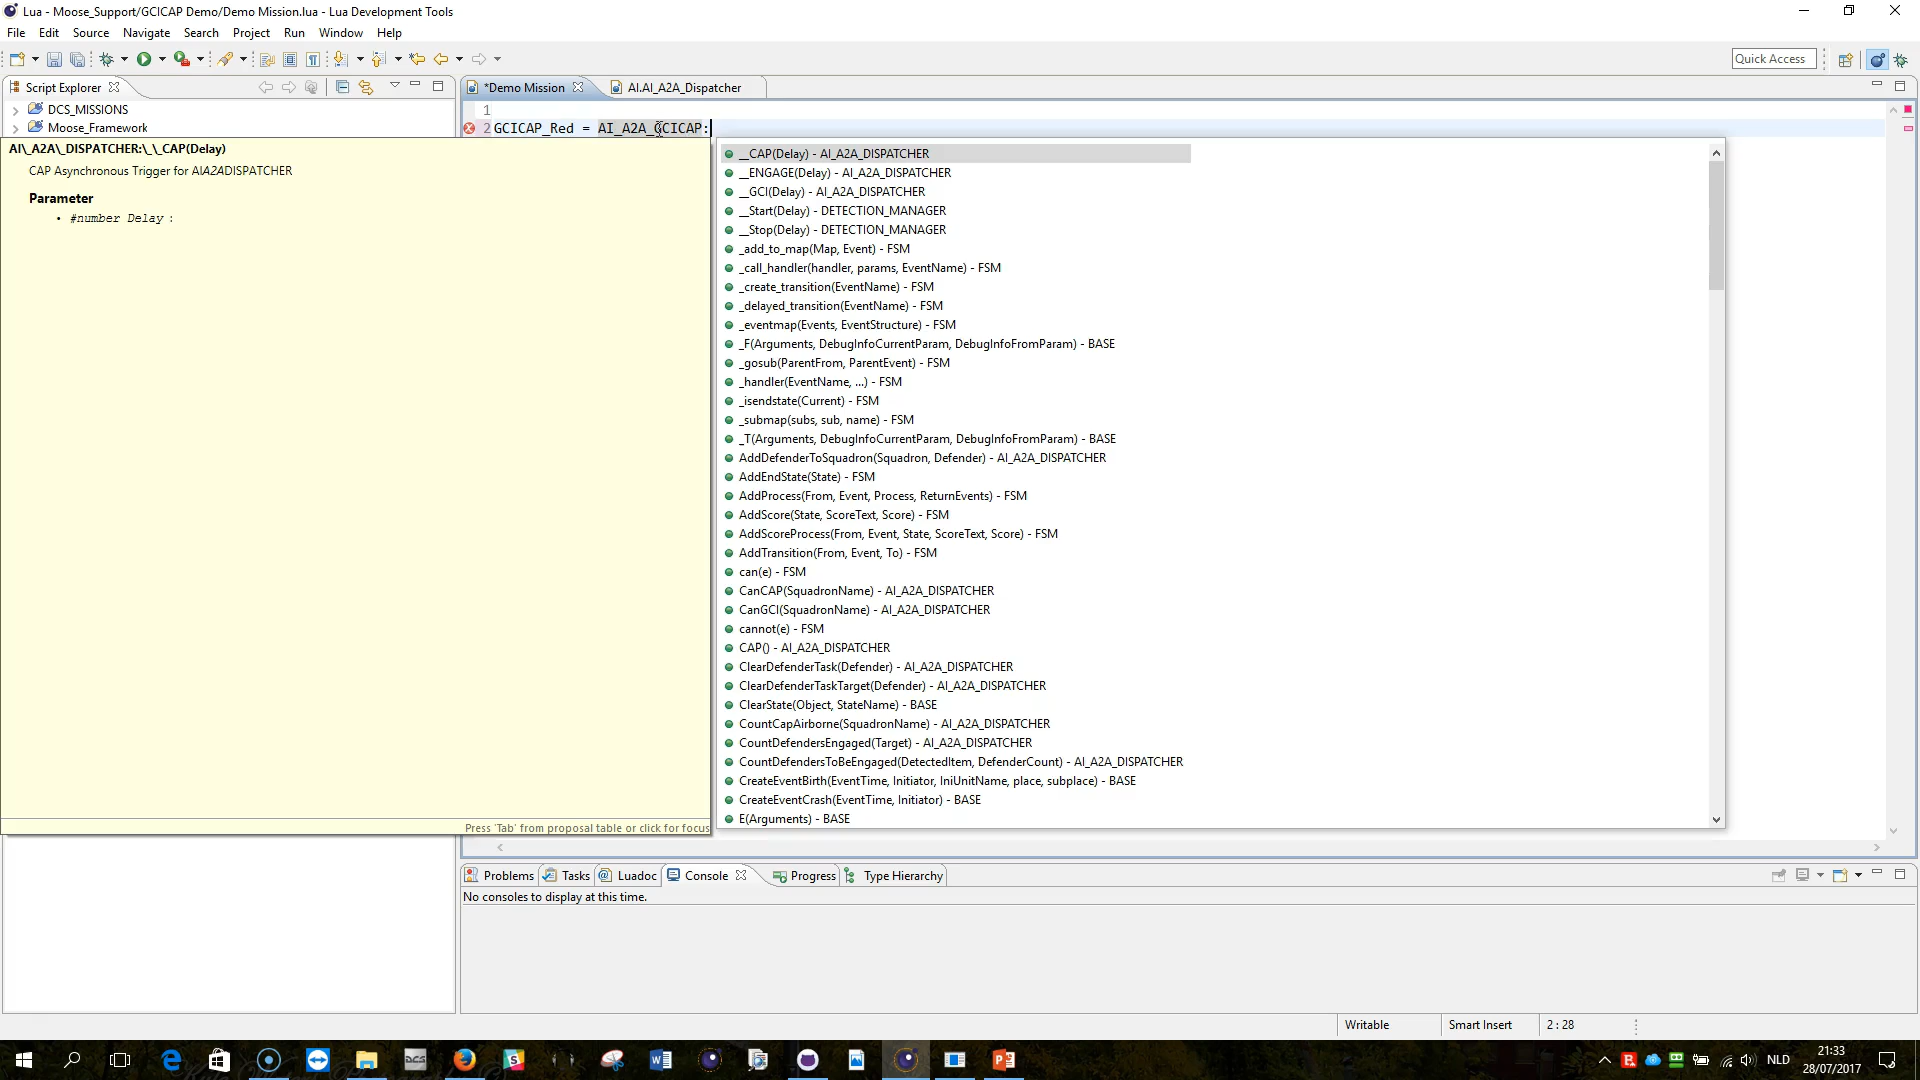 Lua - Moose_Support/GCICAP Demo/Demo Mission.lua - Lua Development Tools
File Edit Source Navigate Search Project Run Window Help
Quick Access
Script Explorer
*Demo Mission
AI.AI_A2A_Dispatcher
DCS_MISSIONS
Moose_Framework
1
2 GCICAP_Red = AI_A2A_GCICAP:
AI\_A2A\_DISPATCHER:\_\_CAP(Delay)
CAP Asynchronous Trigger for AIA2ADISPATCHER
Parameter
• #number Delay :
Press 'Tab' from proposal table or click for focus
__CAP(Delay) - AI_A2A_DISPATCHER
__ENGAGE(Delay) - AI_A2A_DISPATCHER
__GCI(Delay) - AI_A2A_DISPATCHER
__Start(Delay) - DETECTION_MANAGER
__Stop(Delay) - DETECTION_MANAGER
_add_to_map(Map, Event) - FSM
_call_handler(handler, params, EventName) - FSM
_create_transition(EventName) - FSM
_delayed_transition(EventName) - FSM
_eventmap(Events, EventStructure) - FSM
_F(Arguments, DebugInfoCurrentParam, DebugInfoFromParam) - BASE
_gosub(ParentFrom, ParentEvent) - FSM
_handler(EventName, ...) - FSM
_isendstate(Current) - FSM
_submap(subs, sub, name) - FSM
_T(Arguments, DebugInfoCurrentParam, DebugInfoFromParam) - BASE
AddDefenderToSquadron(Squadron, Defender) - AI_A2A_DISPATCHER
AddEndState(State) - FSM
AddProcess(From, Event, Process, ReturnEvents) - FSM
AddScore(State, ScoreText, Score) - FSM
AddScoreProcess(From, Event, State, ScoreText, Score) - FSM
AddTransition(From, Event, To) - FSM
can(e) - FSM
CanCAP(SquadronName) - AI_A2A_DISPATCHER
CanGCI(SquadronName) - AI_A2A_DISPATCHER
cannot(e) - FSM
CAP() - AI_A2A_DISPATCHER
ClearDefenderTask(Defender) - AI_A2A_DISPATCHER
ClearDefenderTaskTarget(Defender) - AI_A2A_DISPATCHER
ClearState(Object, StateName) - BASE
CountCapAirborne(SquadronName) - AI_A2A_DISPATCHER
CountDefendersEngaged(Target) - AI_A2A_DISPATCHER
CountDefendersToBeEngaged(DetectedItem, DefenderCount) - AI_A2A_DISPATCHER
CreateEventBirth(EventTime, Initiator, IniUnitName, place, subplace) - BASE
CreateEventCrash(EventTime, Initiator) - BASE
E(Arguments) - BASE
Problems Tasks Luadoc Console Progress Type Hierarchy
No consoles to display at this time.
Writable Smart Insert 2 : 28
DCS
NLD
21:33
28/07/2017